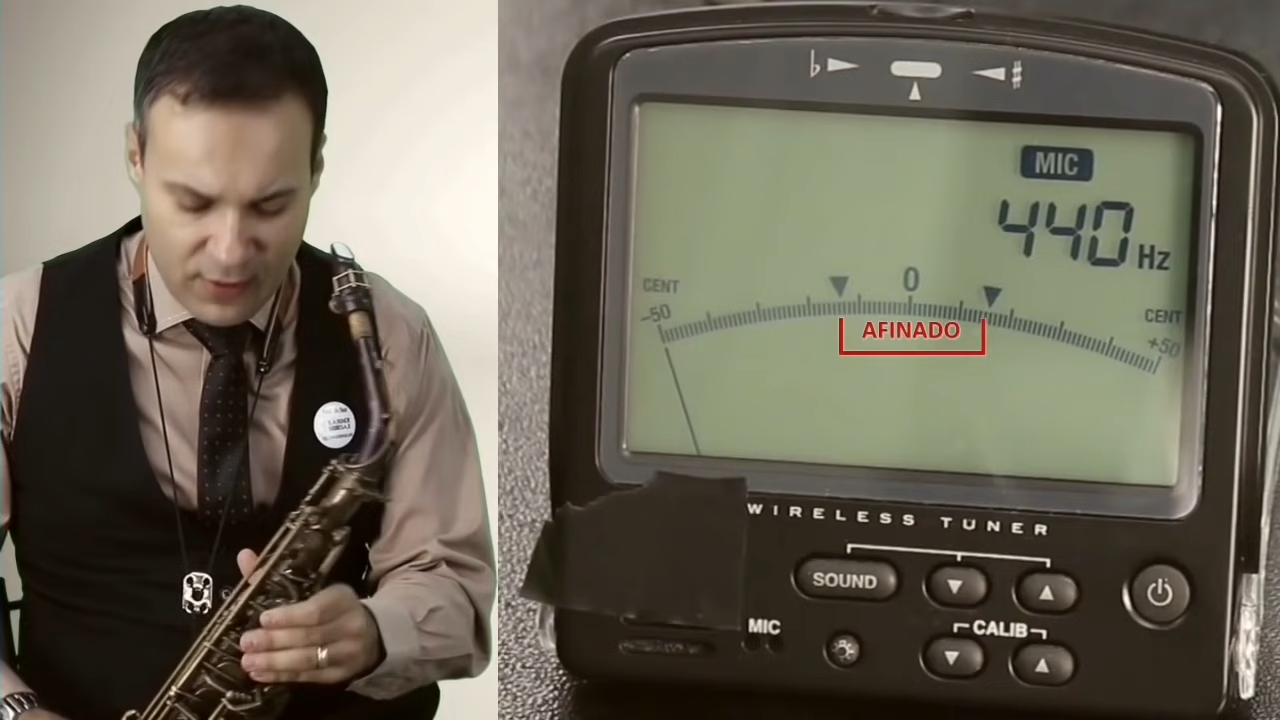 MIC
440 Hz
0
CENT
-50
CENT
+50
AFINADO
WIRELESS TUNER
SOUND
MIC
CALIB